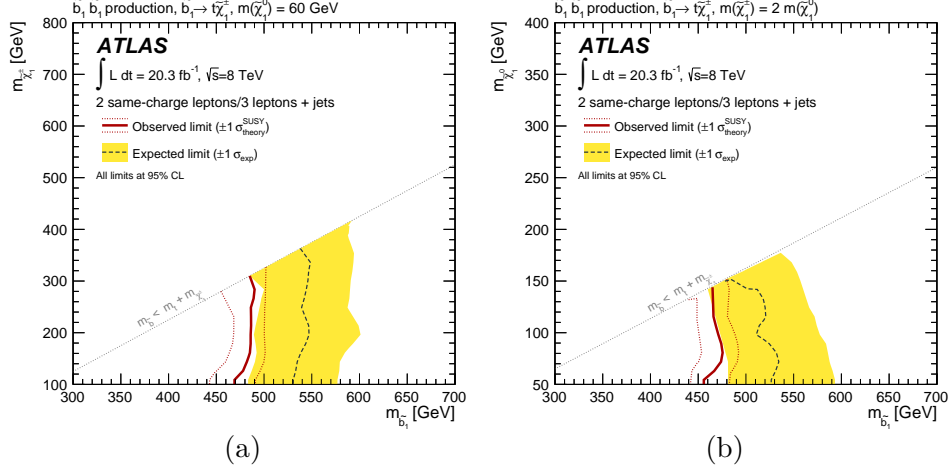 b̃₁ b̃₁ production, b̃₁→ tχ̃₁±, m(χ̃₁⁰) = 60 GeV
m_χ̃₁± [GeV]
ATLAS
∫ L dt = 20.3 fb⁻¹, √s=8 TeV
2 same-charge leptons/3 leptons + jets
Observed limit (±1 σ^SUSY_theory)
Expected limit (±1 σ_exp)
All limits at 95% CL
m_b̃ < m_t + m_χ̃₁±
800
700
600
500
400
300
200
100
300 350 400 450 500 550 600 650 700
m_b̃₁ [GeV]
(a)
b̃₁ b̃₁ production, b̃₁→ tχ̃₁±, m(χ̃₁±) = 2 m(χ̃₁⁰)
m_χ̃₁⁰ [GeV]
ATLAS
∫ L dt = 20.3 fb⁻¹, √s=8 TeV
2 same-charge leptons/3 leptons + jets
Observed limit (±1 σ^SUSY_theory)
Expected limit (±1 σ_exp)
All limits at 95% CL
m_b̃ < m_t + m_χ̃₁±
400
350
300
250
400
150
100
50
300 350 400 450 500 550 600 650 700
m_b̃₁ [GeV]
(b)